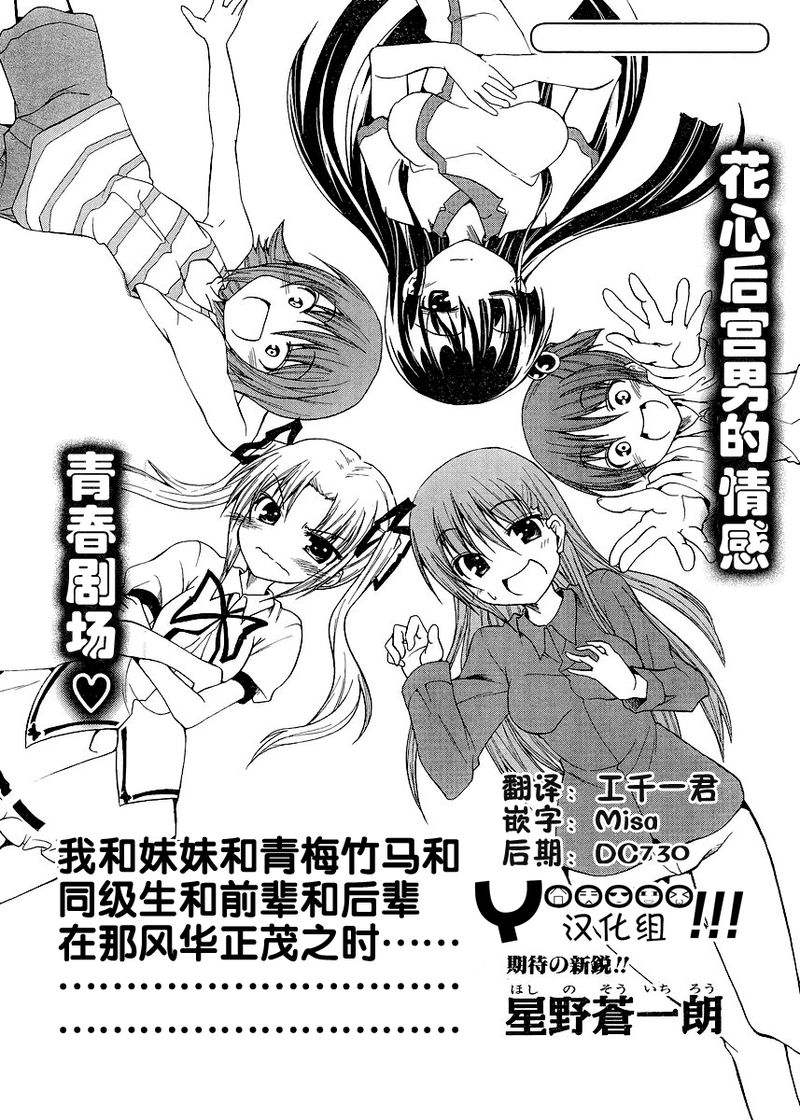 花心后宫男的情感
青春剧场♡
翻译：工千一君
嵌字：Misa
后期：DC730
我和妹妹和青梅竹马和
同级生和前辈和后辈
在那风华正茂之时……
……………………………
……………………………
汉化组!!!
期待の新鋭!!
ほしのそういちろう
星野蒼一朗